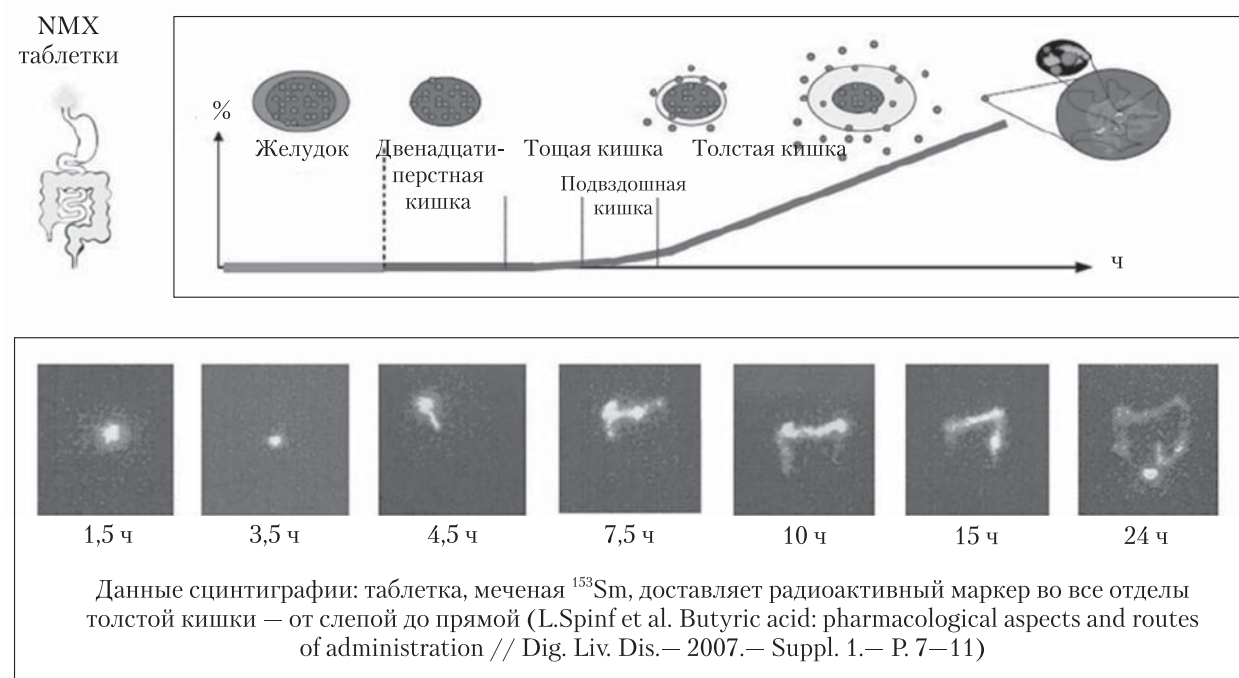 NMX
таблетки
%
Желудок
Двенадцати-
перстная
кишка
Тощая кишка
Подвздошная
кишка
Толстая кишка
ч
1,5 ч
3,5 ч
4,5 ч
7,5 ч
10 ч
15 ч
24 ч
Данные сцинтиграфии: таблетка, меченая ¹⁵³Sm, доставляет радиоактивный маркер во все отделы
толстой кишки — от слепой до прямой (L.Spinf et al. Butyric acid: pharmacological aspects and routes
of administration // Dig. Liv. Dis.— 2007.— Suppl. 1.— P. 7—11)